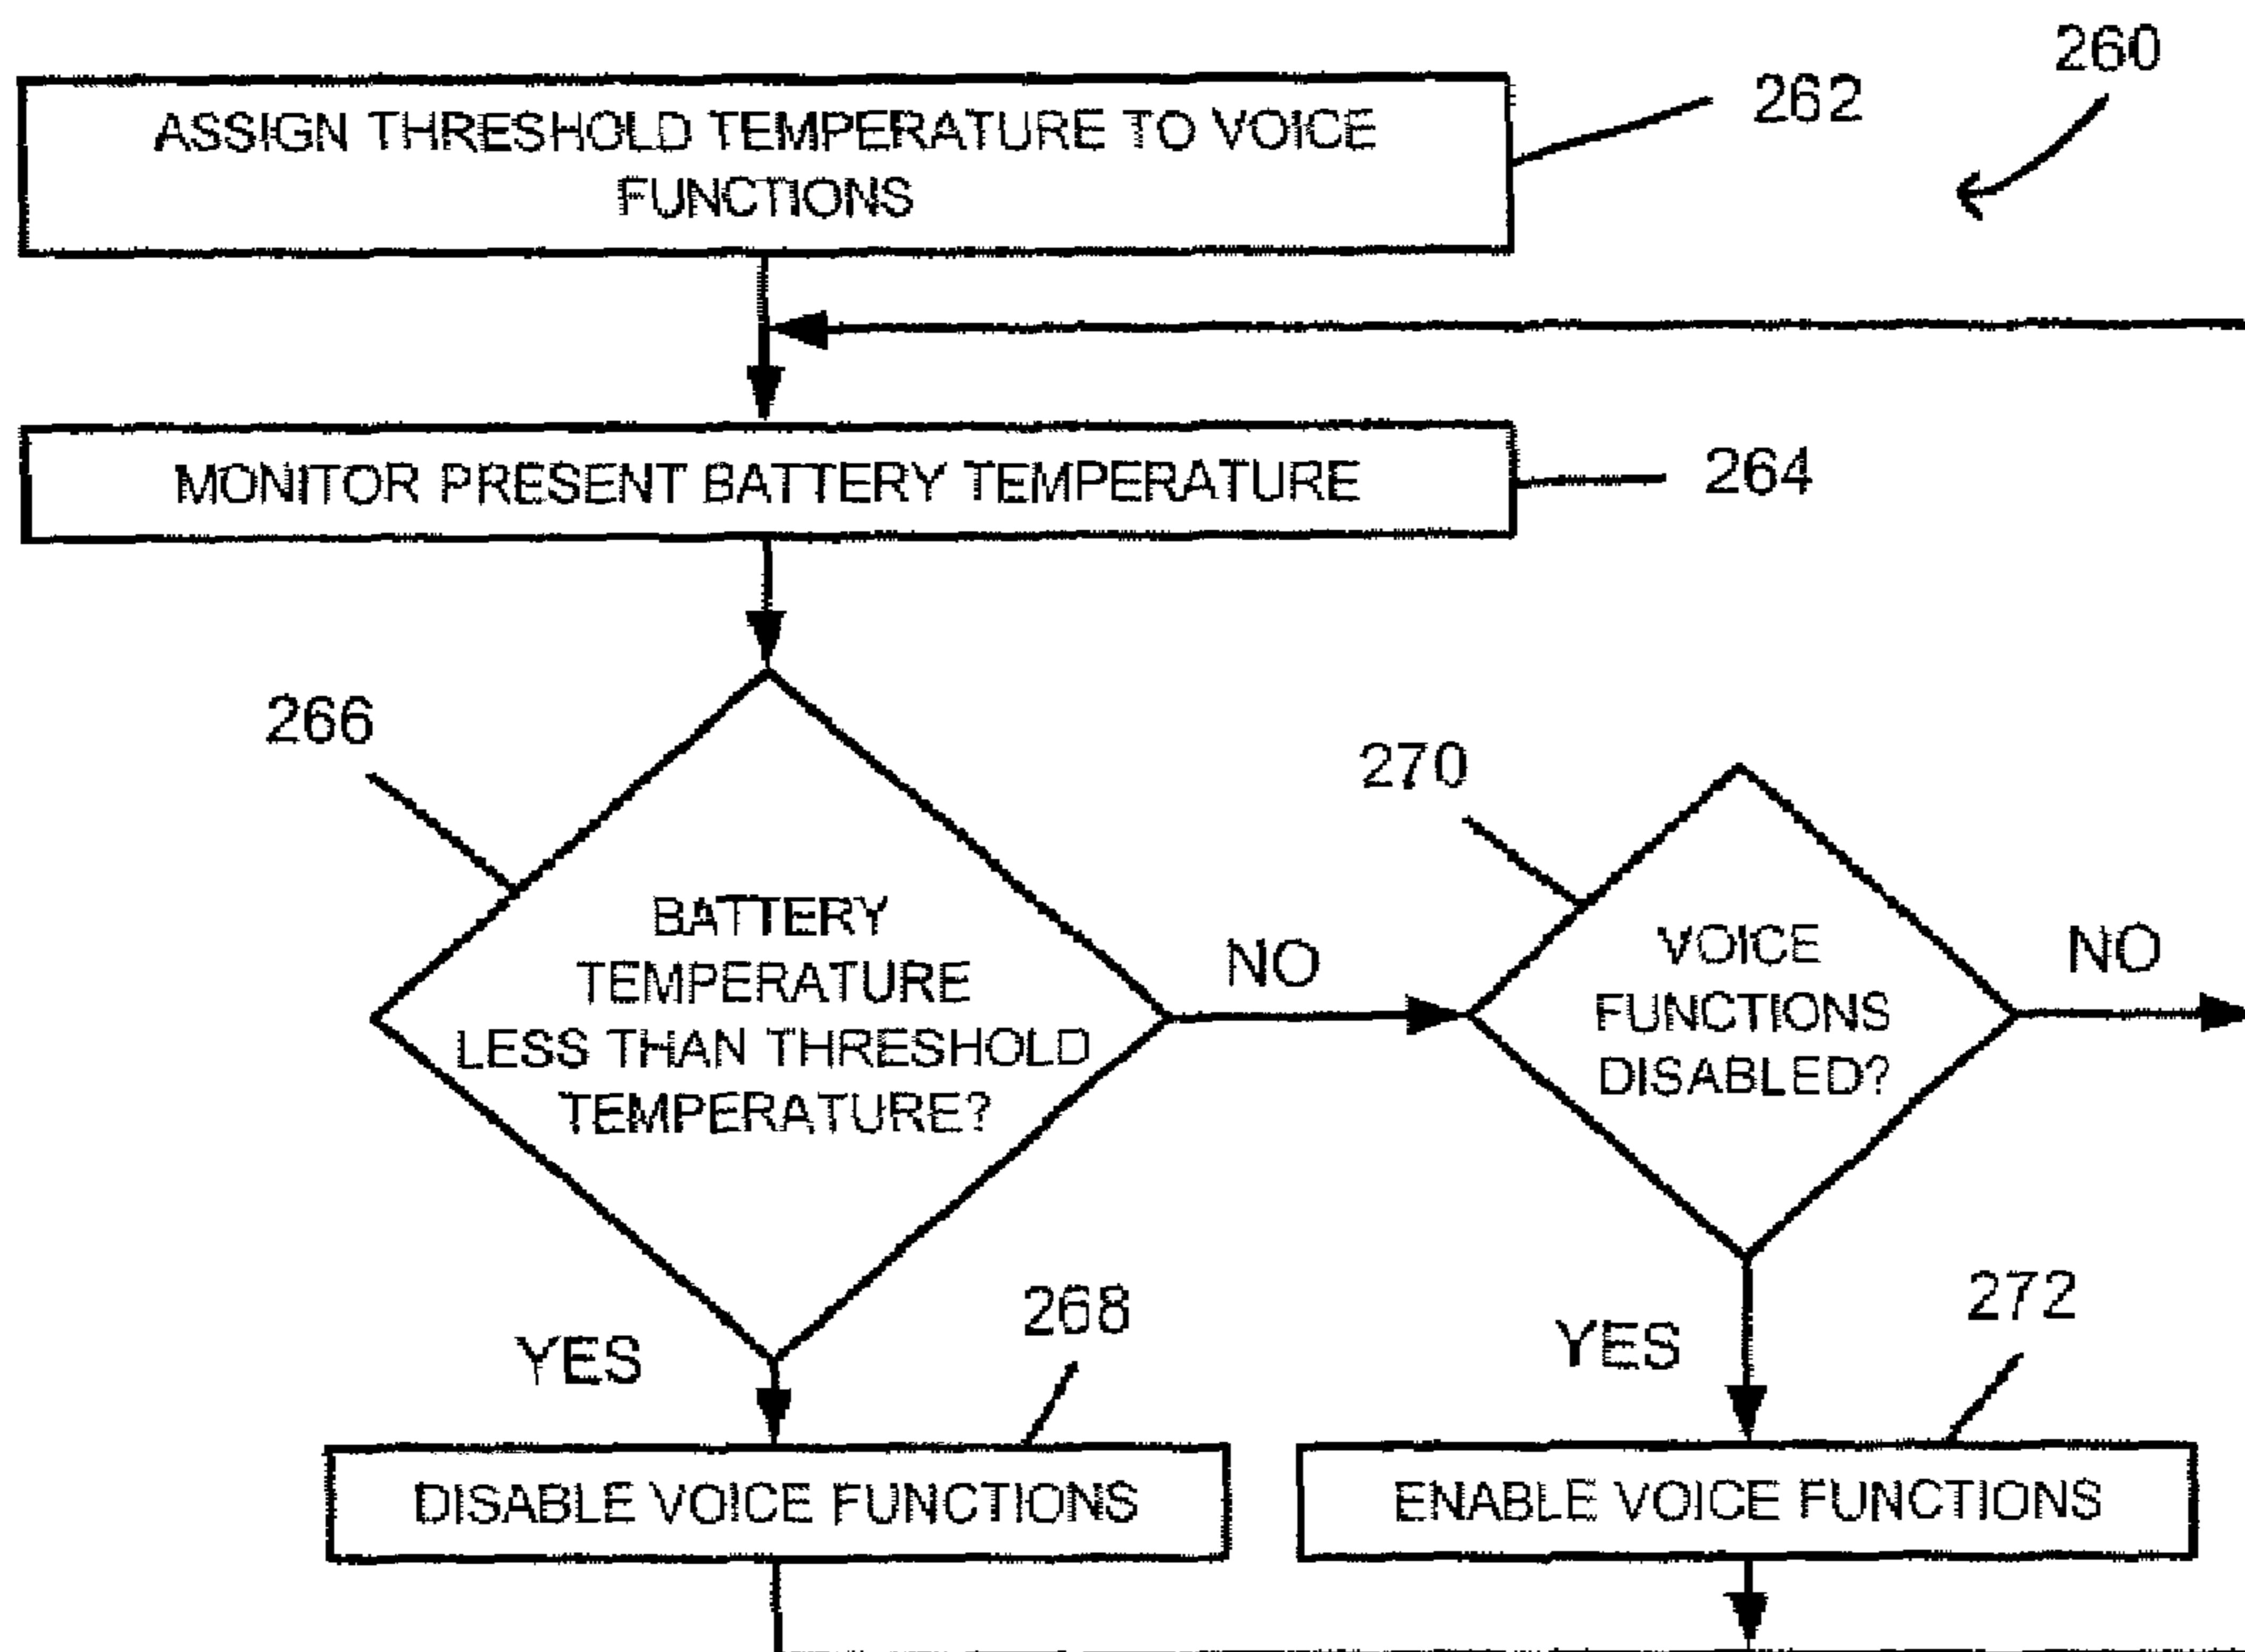 260
262
ASSIGN THRESHOLD TEMPERATURE TO VOICE
FUNCTIONS
MONITOR PRESENT BATTERY TEMPERATURE
264
266
BATTERY
TEMPERATURE
LESS THAN THRESHOLD
TEMPERATURE?
NO
270
VOICE
FUNCTIONS
DISABLED?
NO
YES
268
YES
272
DISABLE VOICE FUNCTIONS
ENABLE VOICE FUNCTIONS